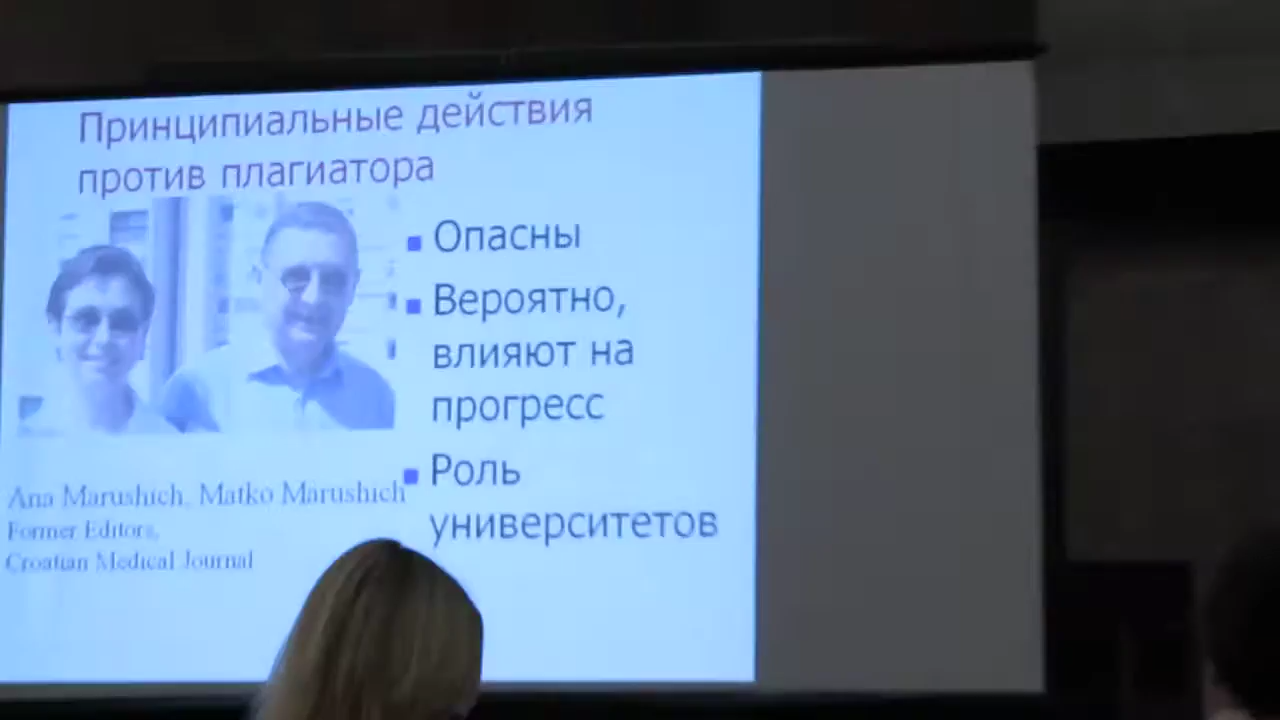 Принципиальные действия
против плагиатора
Опасны
Вероятно,
влияют на
прогресс
Роль
университетов
Ana Marushich, Matko Marushich
Former Editors,
Croatian Medical Journal